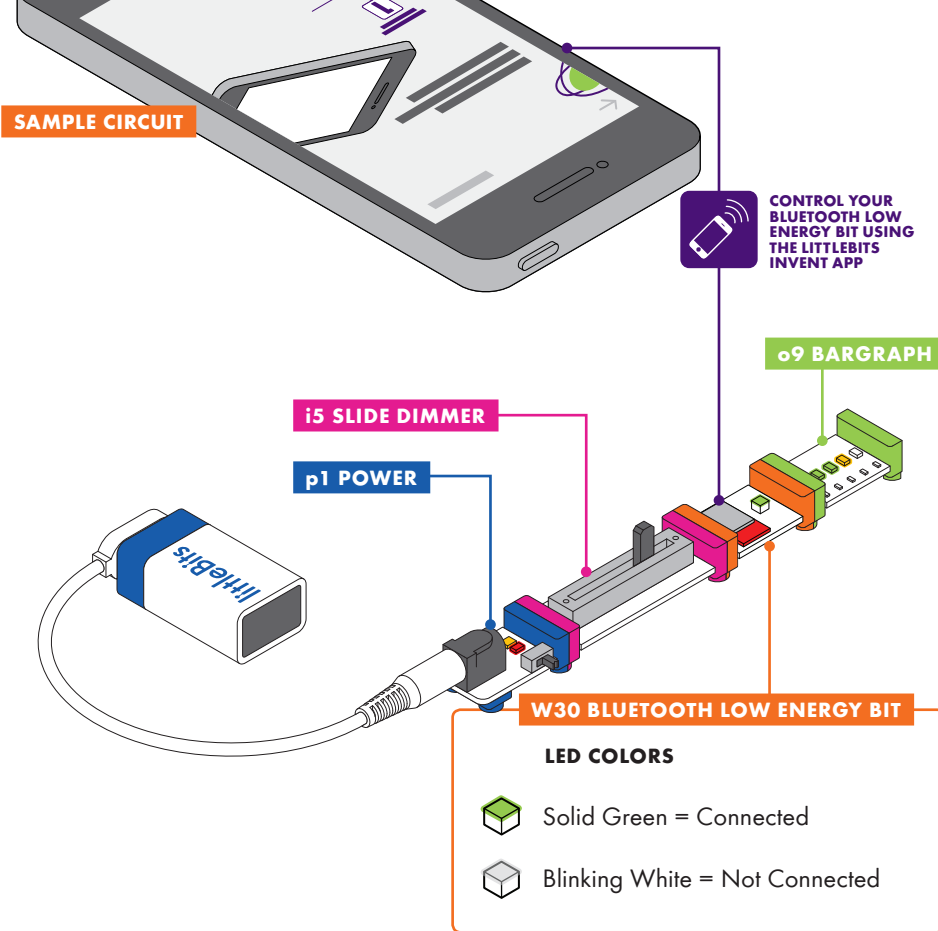 SAMPLE CIRCUIT
CONTROL YOUR
BLUETOOTH LOW
ENERGY BIT USING
THE LITTLEBITS
INVENT APP
o9 BARGRAPH
i5 SLIDE DIMMER
p1 POWER
littleBits
W30 BLUETOOTH LOW ENERGY BIT
LED COLORS
Solid Green = Connected
Blinking White = Not Connected